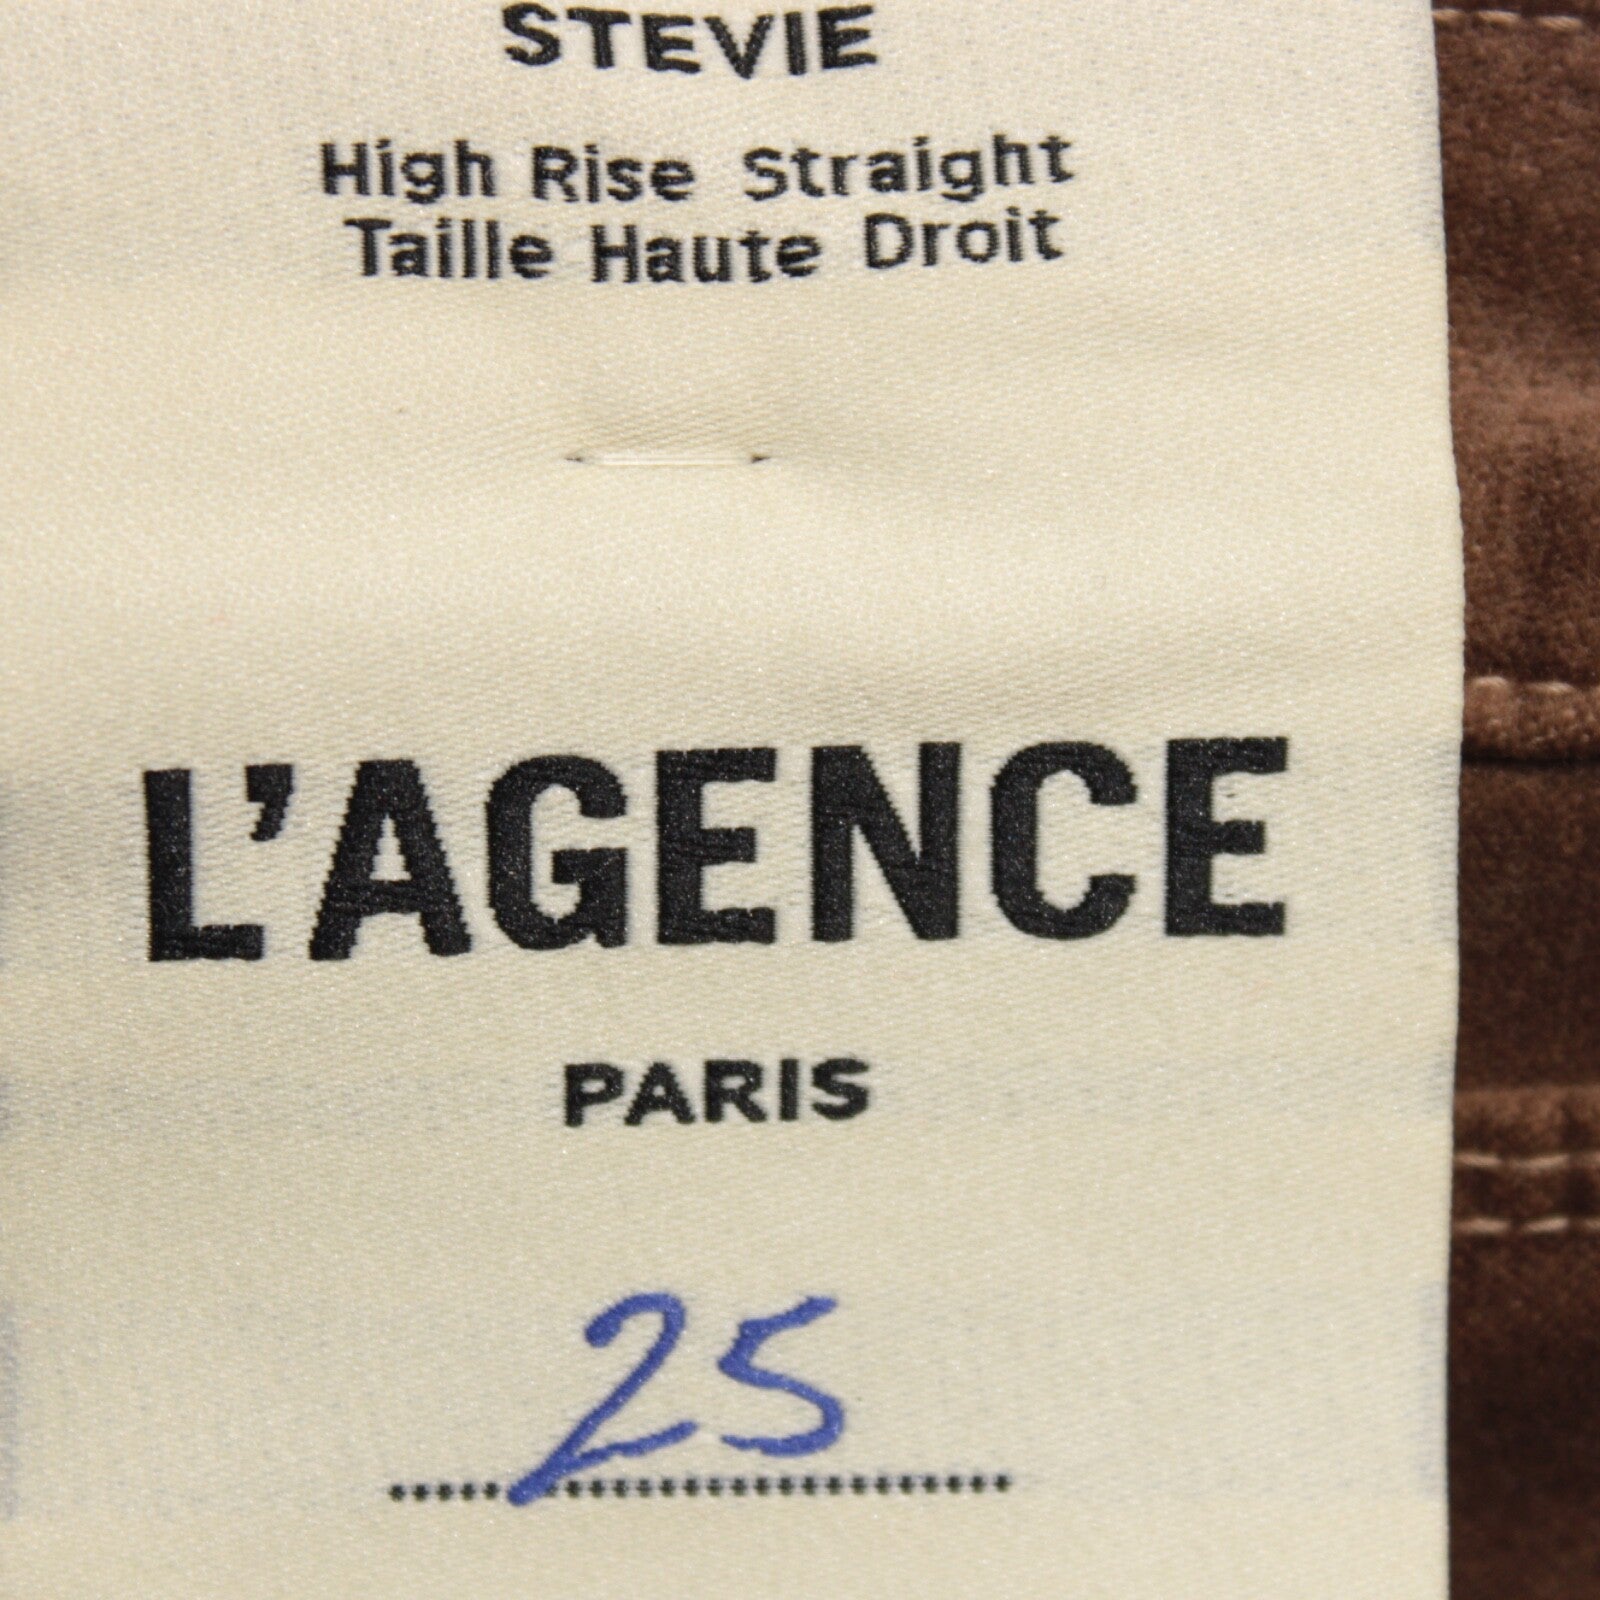 STEVIE
High Rise Straight
Taille Haute Droit
L'AGENCE
PARIS
25